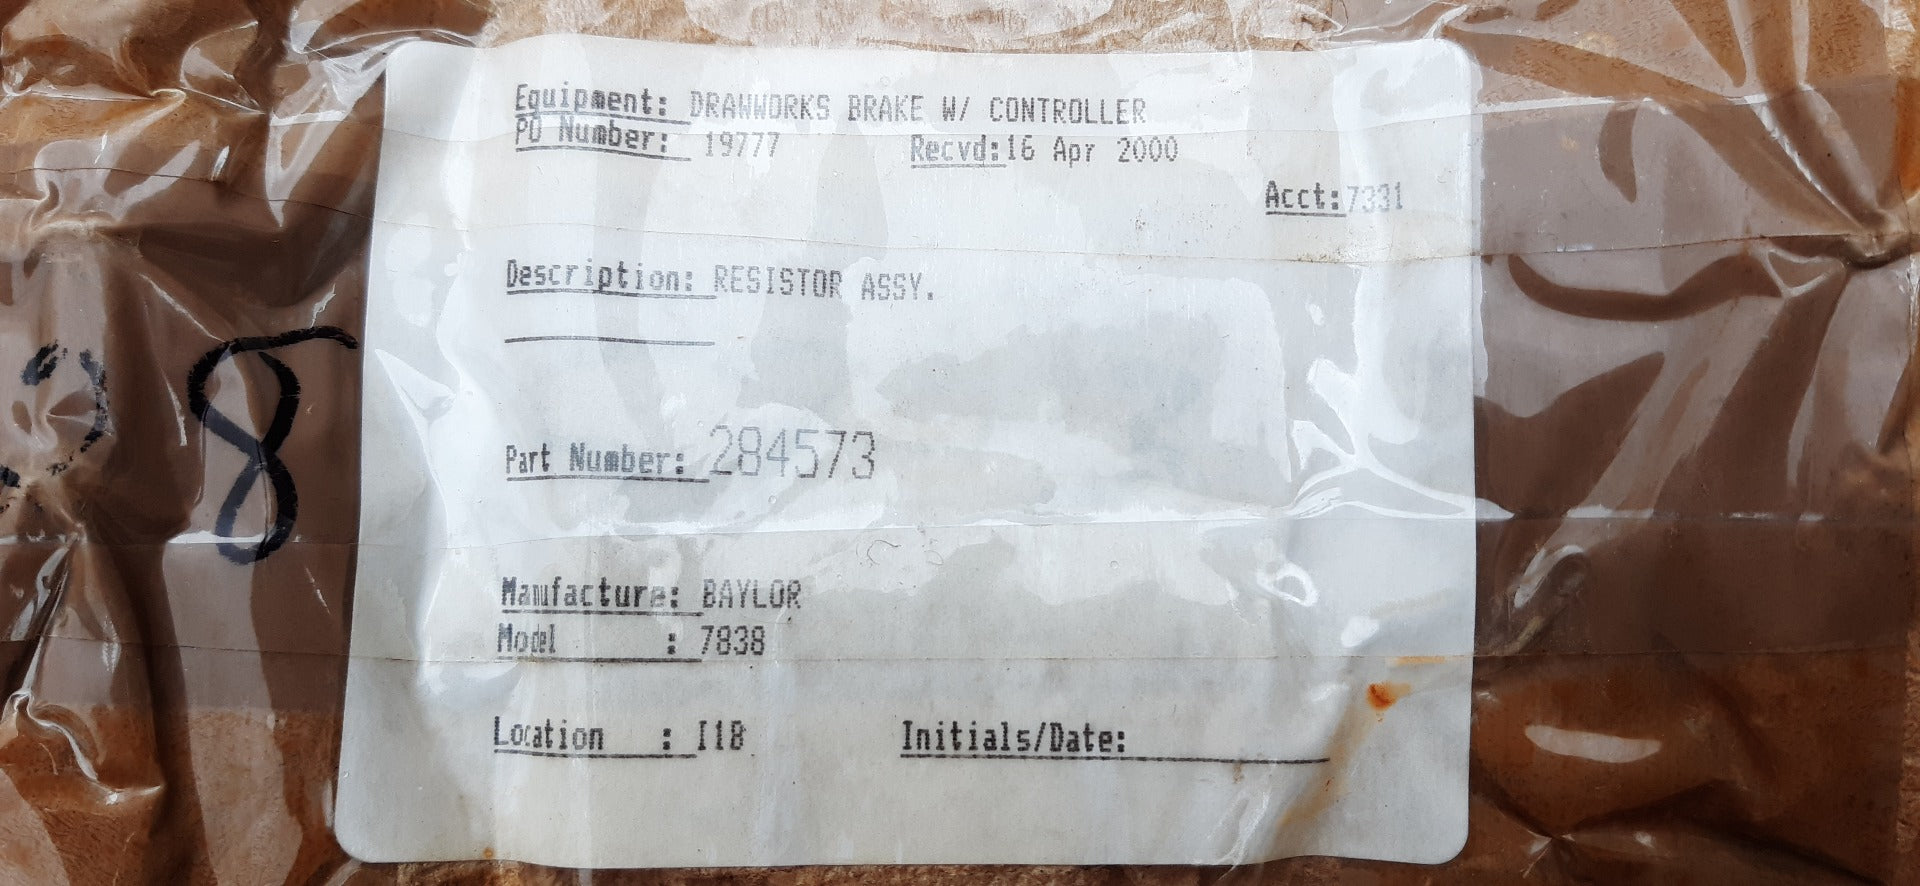 Equipment: DRAWWORKS BRAKE W/ CONTROLLER
PO Number: 19777 Recvd:16 Apr 2000
Acct:7331
Description: RESISTOR ASSY.
Part Number: 284573
Manufacture: BAYLOR
Model : 7838
Location : I18 Initials/Date:
8